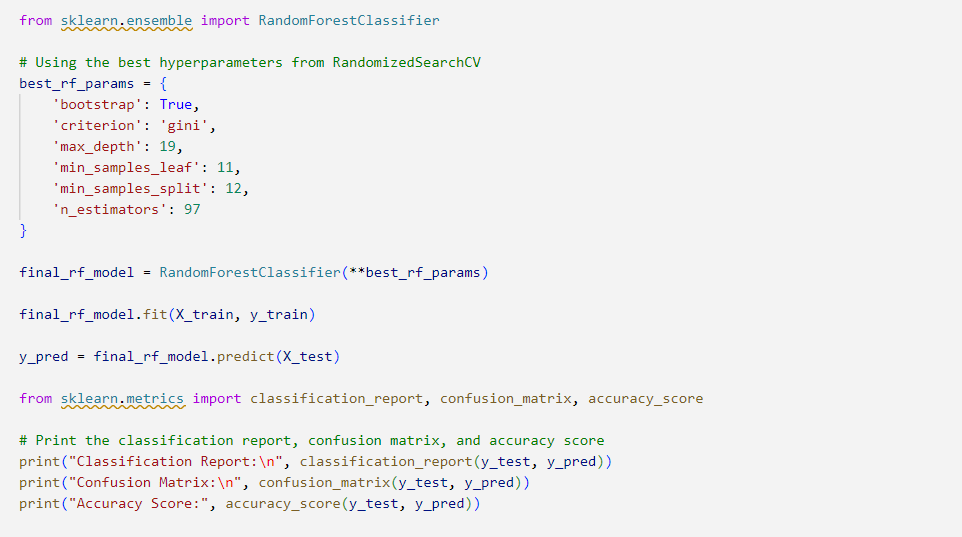 from sklearn.ensemble import RandomForestClassifier
# Using the best hyperparameters from RandomizedSearchCV
best_rf_params = {
    'bootstrap': True,
    'criterion': 'gini',
    'max_depth': 19,
    'min_samples_leaf': 11,
    'min_samples_split': 12,
    'n_estimators': 97
}
final_rf_model = RandomForestClassifier(**best_rf_params)
final_rf_model.fit(X_train, y_train)
y_pred = final_rf_model.predict(X_test)
from sklearn.metrics import classification_report, confusion_matrix, accuracy_score
# Print the classification report, confusion matrix, and accuracy score
print("Classification Report:\n", classification_report(y_test, y_pred))
print("Confusion Matrix:\n", confusion_matrix(y_test, y_pred))
print("Accuracy Score:", accuracy_score(y_test, y_pred))